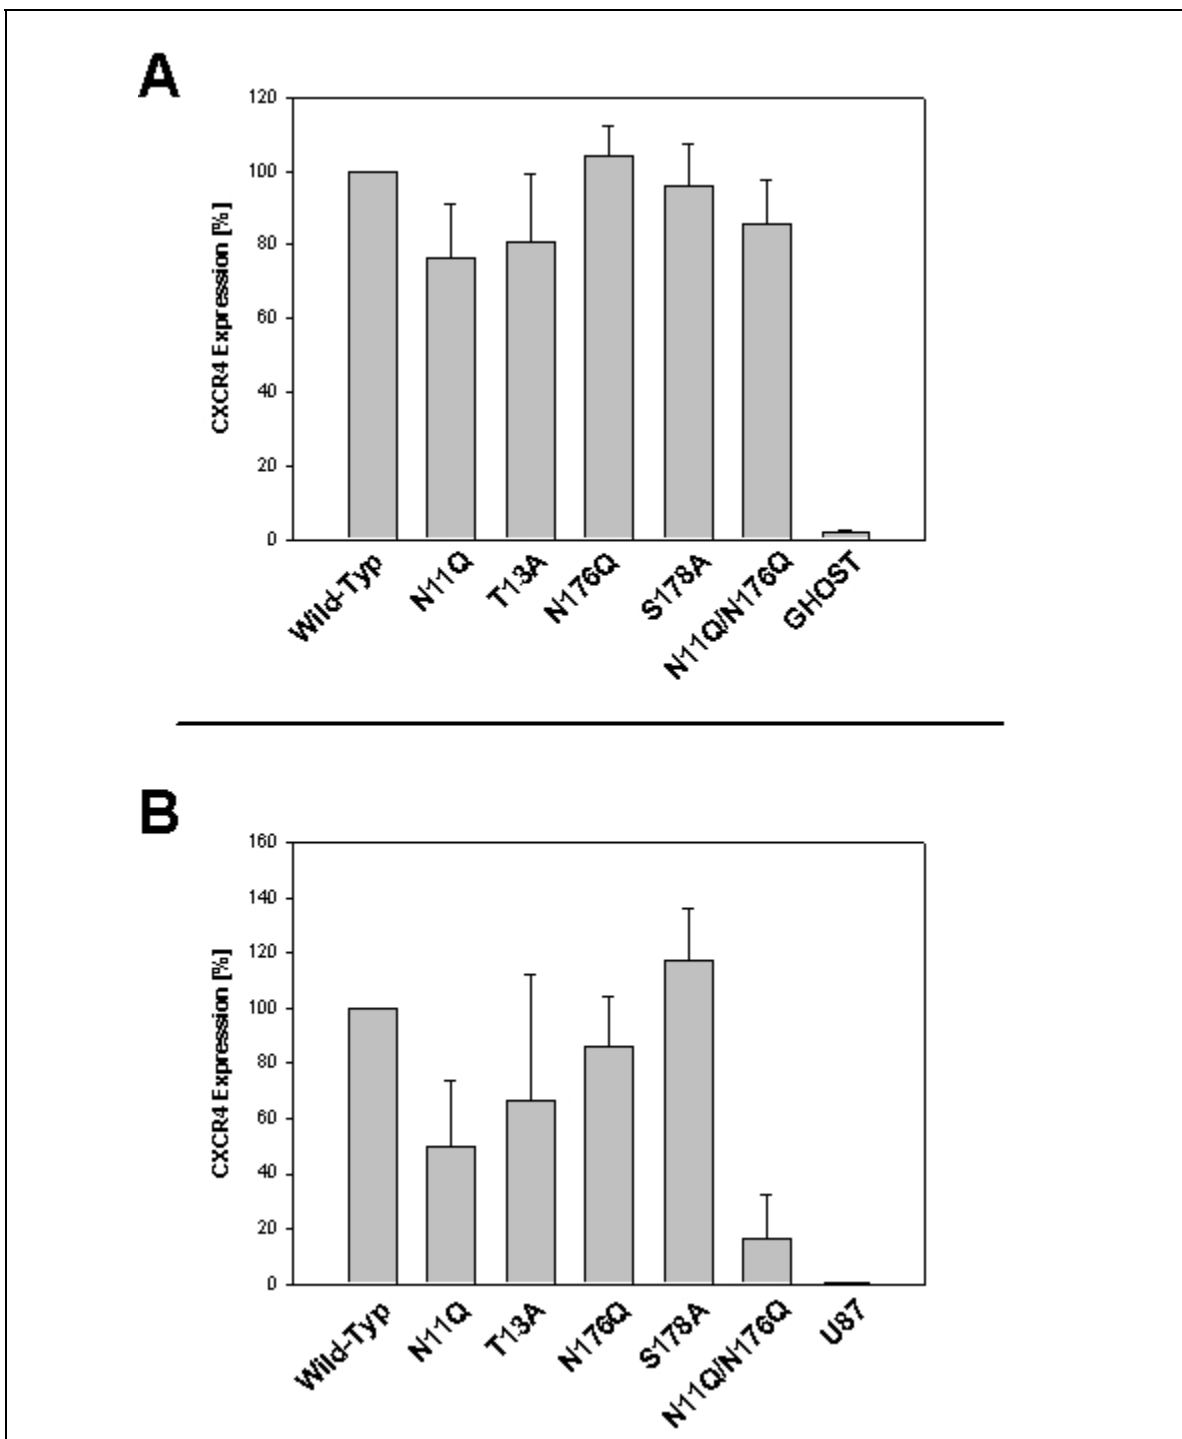 A
120
100
80
60
40
20
0
CXCR4 Expression [%]
Wild-Typ
N11Q
T13A
N176Q
S178A
N11Q/N176Q
GHOST
B
160
140
120
100
80
60
40
20
0
CXCR4 Expression [%]
Wild-Typ
N11Q
T13A
N176Q
S178A
N11Q/N176Q
U87